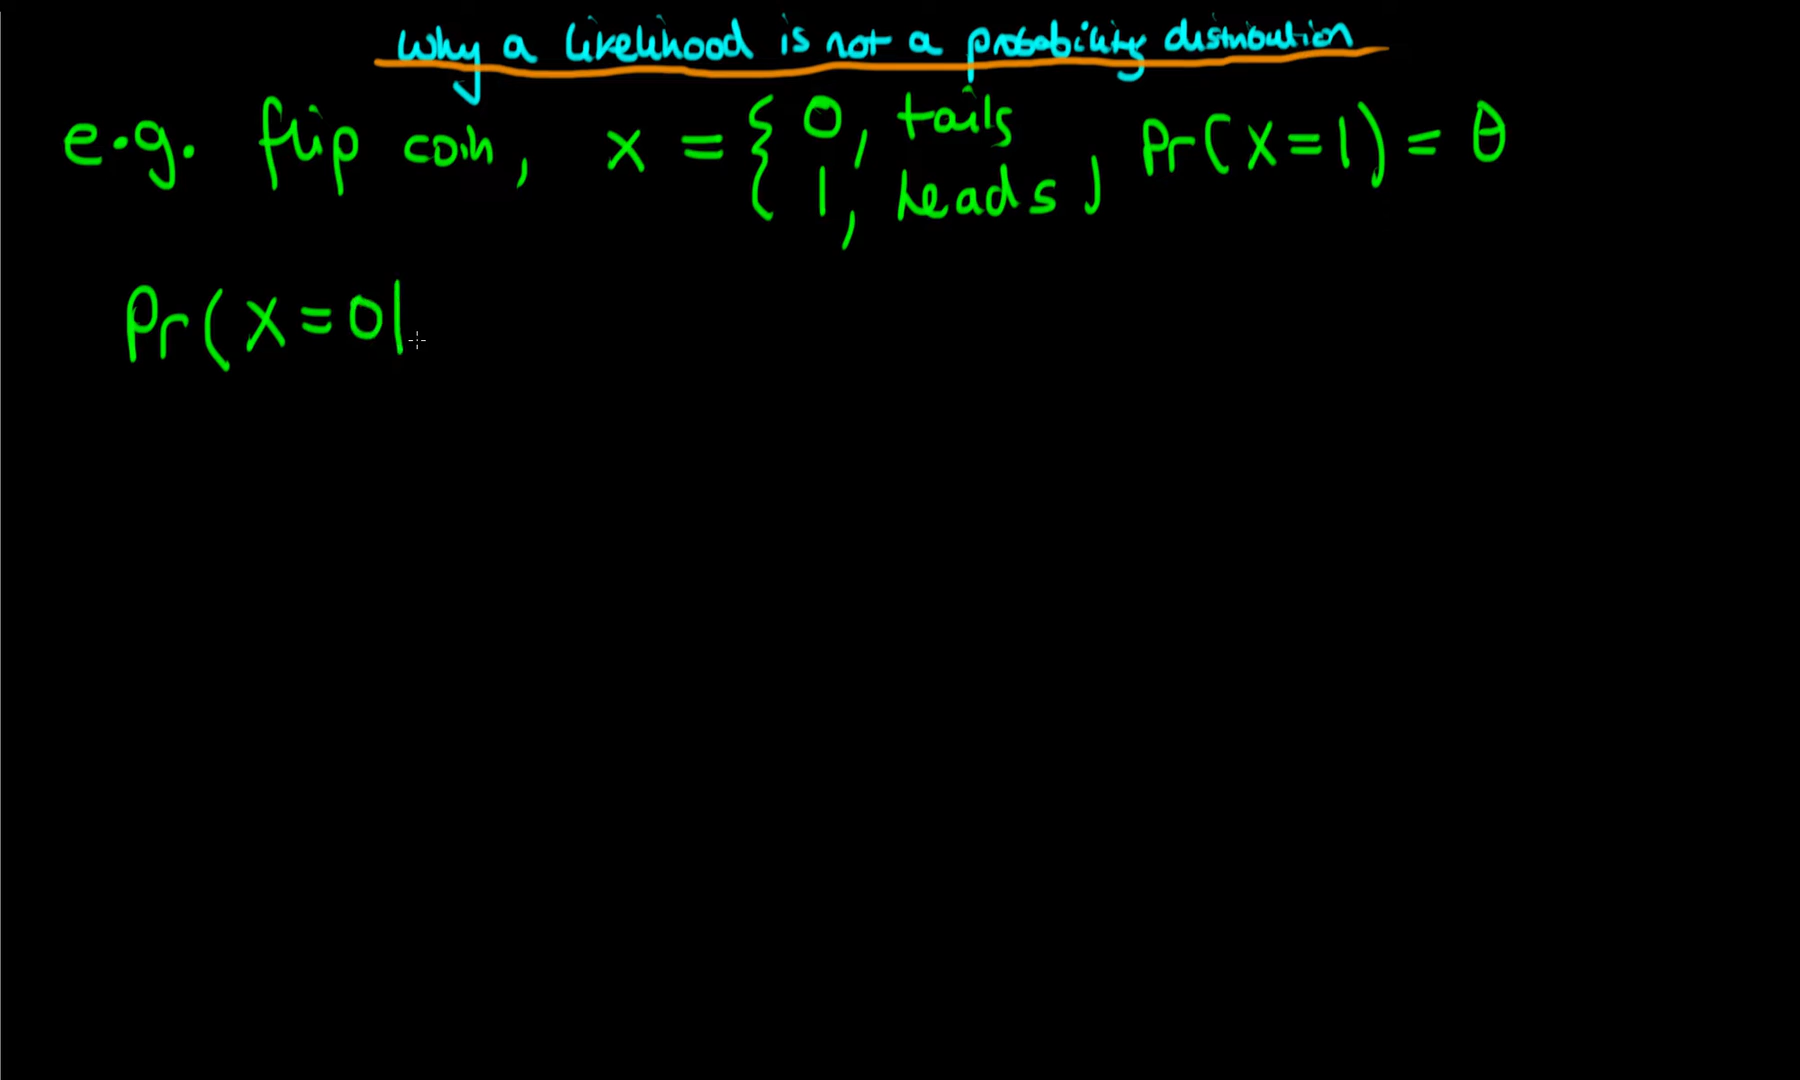 Why a likelihood is not a probability distribution
e.g. flip coin, X = { 0, tails
1, heads , Pr(X=1) = θ
Pr(X=0|